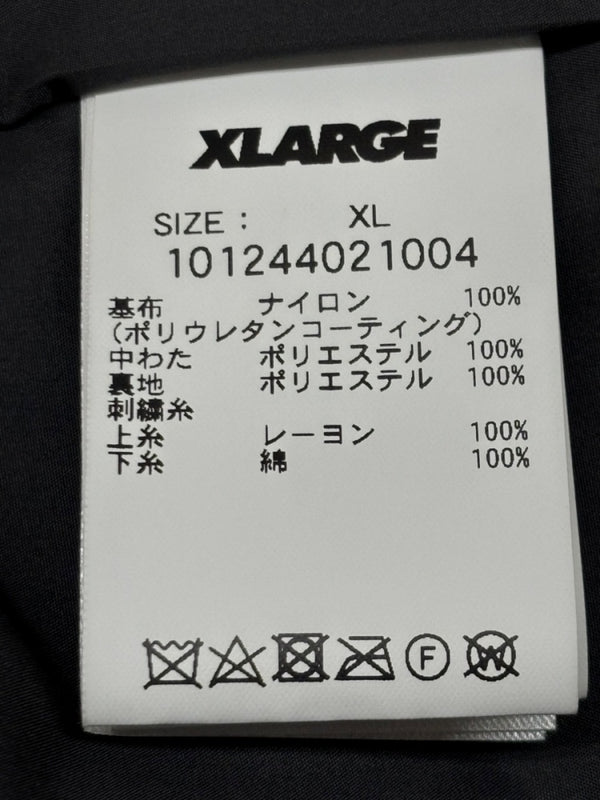 XLARGE
SIZE : XL
101244021004
基布 ナイロン 100%
(ポリウレタンコーティング)
中わた ポリエステル 100%
裏地 ポリエステル 100%
刺繍糸
上糸 レーヨン 100%
下糸 綿 100%
F
W